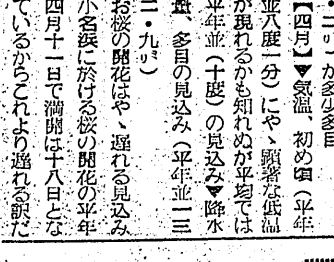 ・二㍉）が多少多目
【四月】▼気温、初め頃（平年
並八度一分）にやゝ顕著な低温
が現れるかも知れぬが平均では
平年並（十度）の見込み▼降水
量、多目の見込み（平年並一三
二・九㍉）
お桜の開花はやゝ遅れる見込み
小名浜に於ける桜の開花の平年
四月十一日で満開は十八日とな
ているからこれより遅れる訳だ